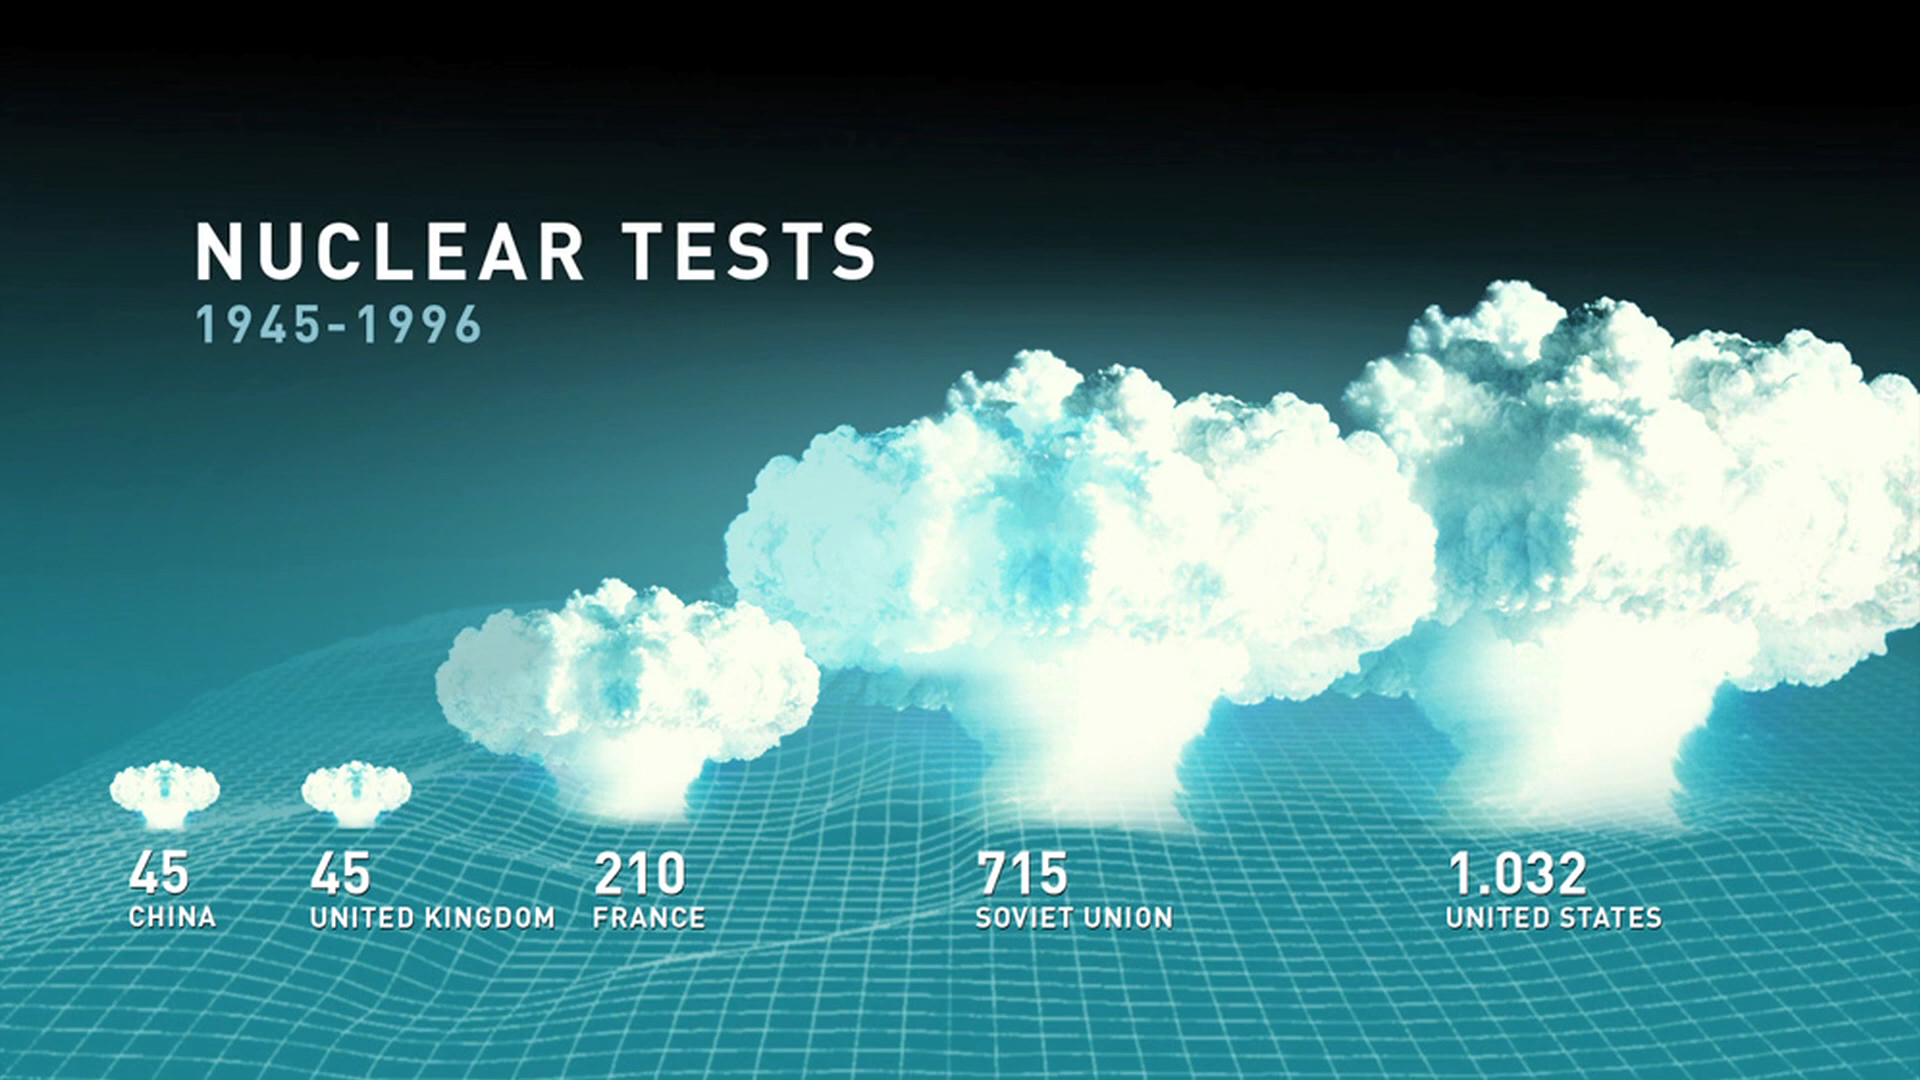 NUCLEAR TESTS
1945-1996
45
CHINA
45
UNITED KINGDOM
210
FRANCE
715
SOVIET UNION
1.032
UNITED STATES